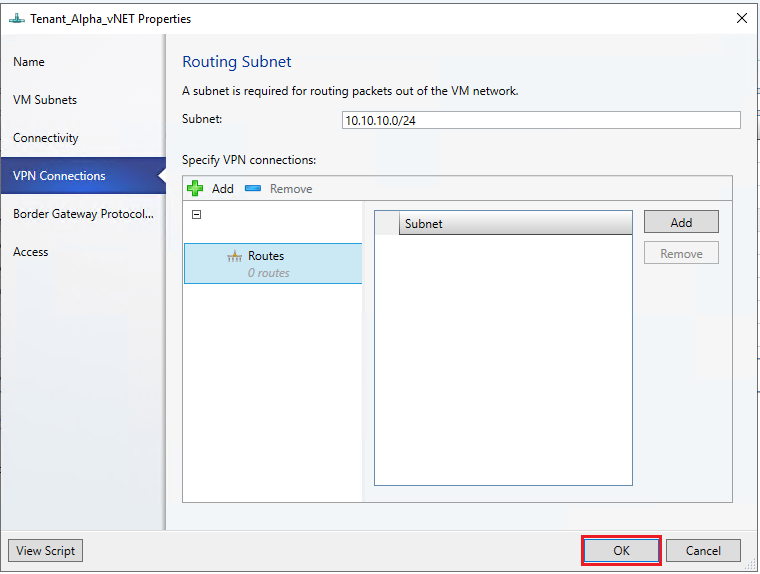 Tenant_Alpha_vNET Properties
Name
VM Subnets
Connectivity
VPN Connections
Border Gateway Protocol...
Access
Routing Subnet
A subnet is required for routing packets out of the VM network.
Subnet: 10.10.10.0/24
Specify VPN connections:
Add Remove
Routes
0 routes
Subnet
Add
Remove
View Script
OK
Cancel